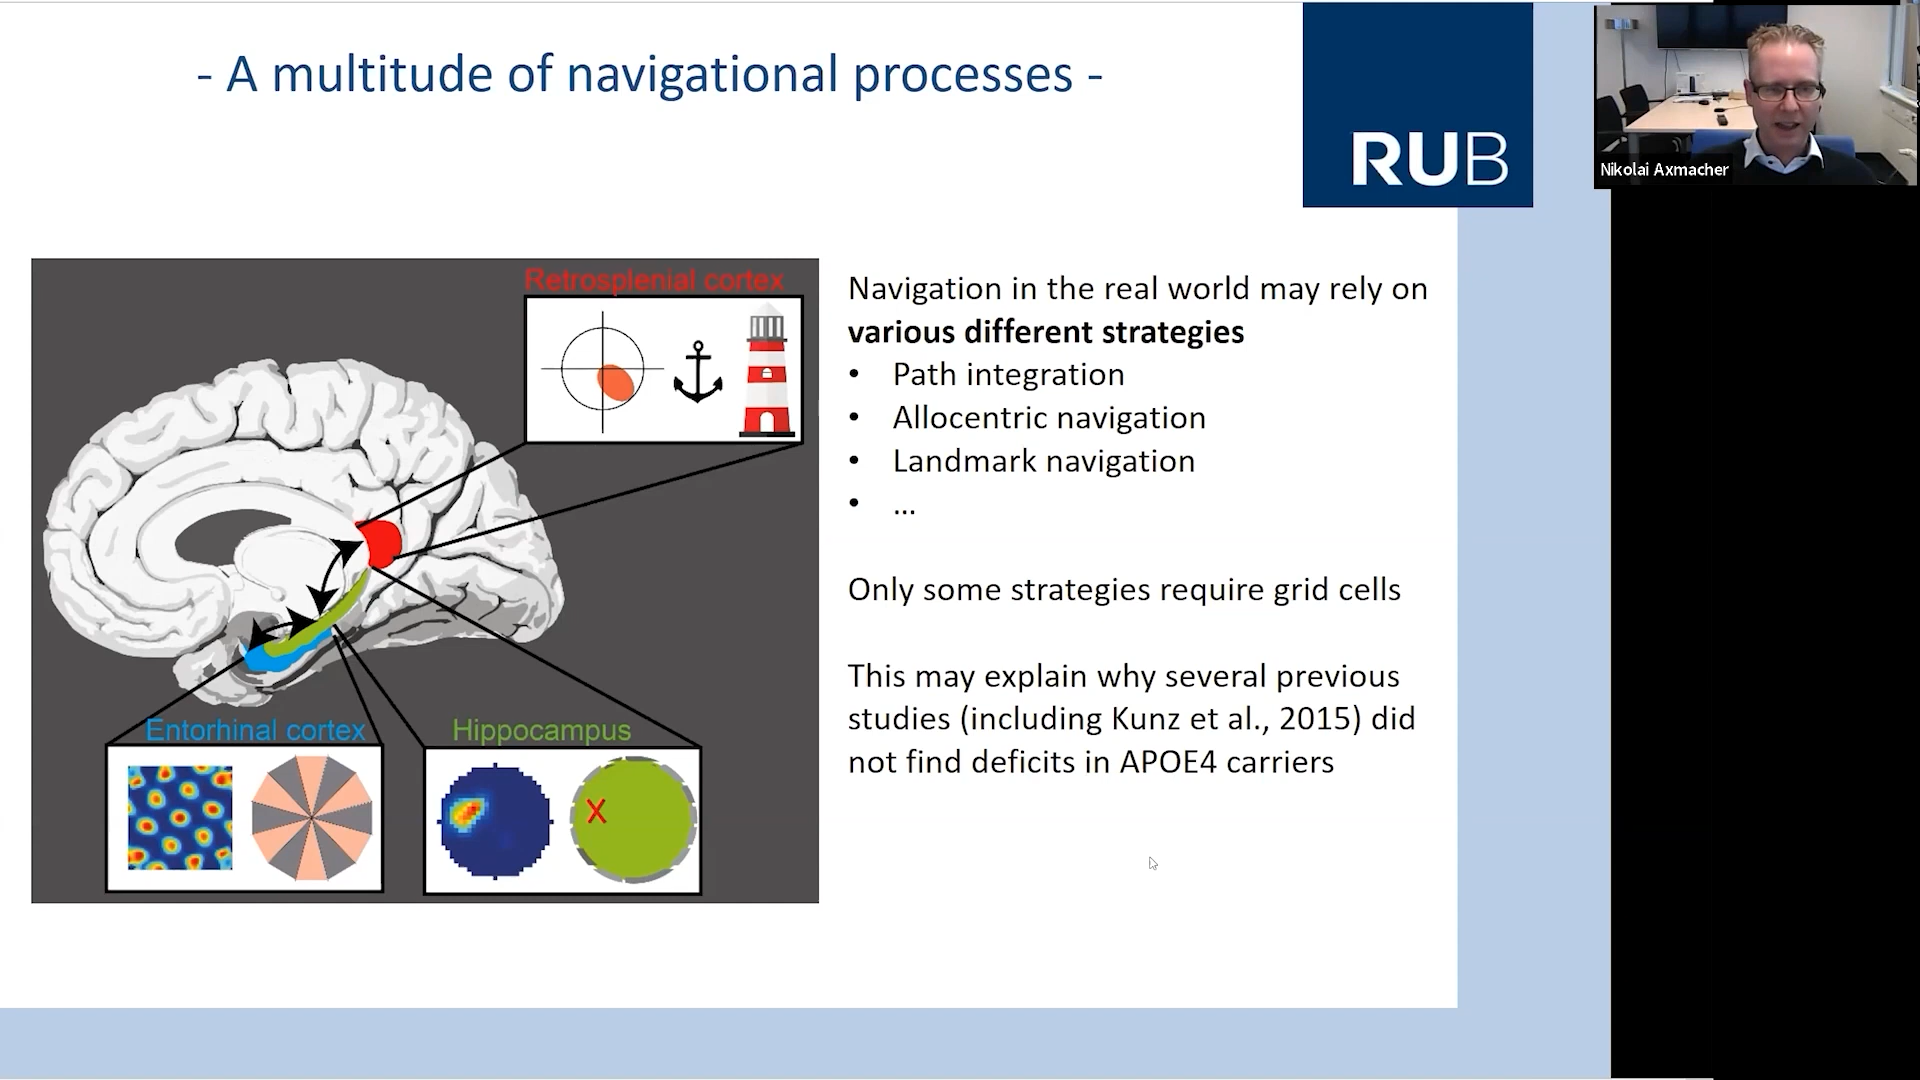 - A multitude of navigational processes -
RUB
Nikolai Axmacher
Retrosplenial cortex
Entorhinal cortex
Hippocampus
X
Navigation in the real world may rely on
various different strategies
• Path integration
• Allocentric navigation
• Landmark navigation
• ...
Only some strategies require grid cells
This may explain why several previous
studies (including Kunz et al., 2015) did
not find deficits in APOE4 carriers